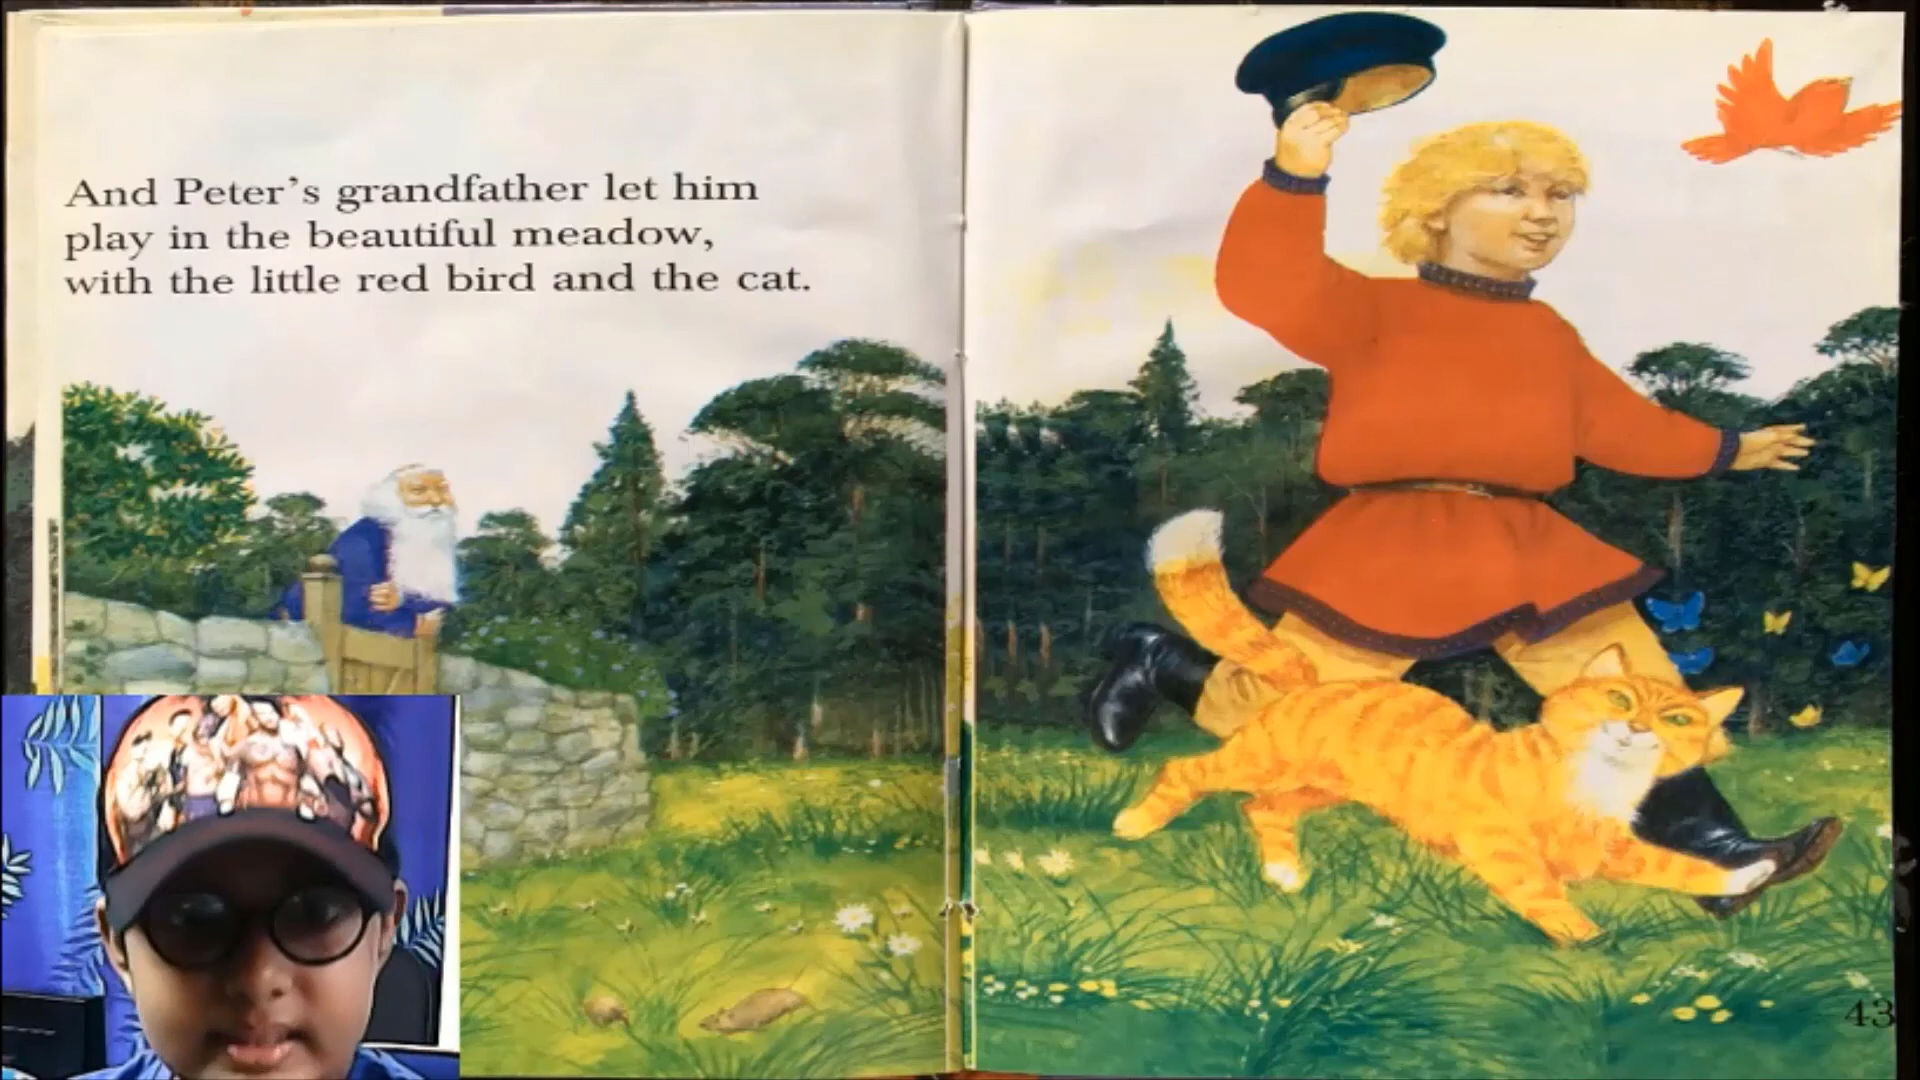 And Peter's grandfather let him
play in the beautiful meadow,
with the little red bird and the cat.
43